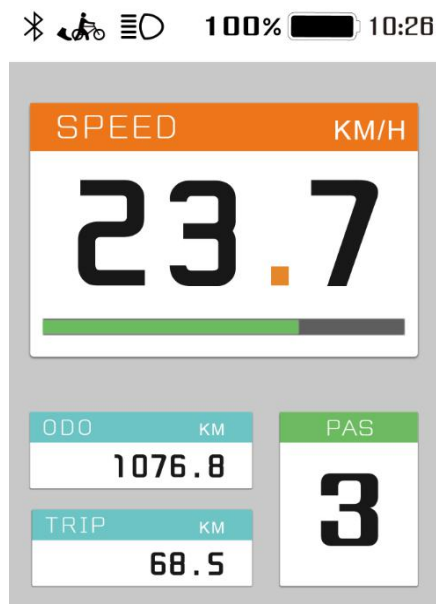 100% 10:26
SPEED KM/H
23.7
ODO KM
1076.8
PAS
3
TRIP KM
68.5